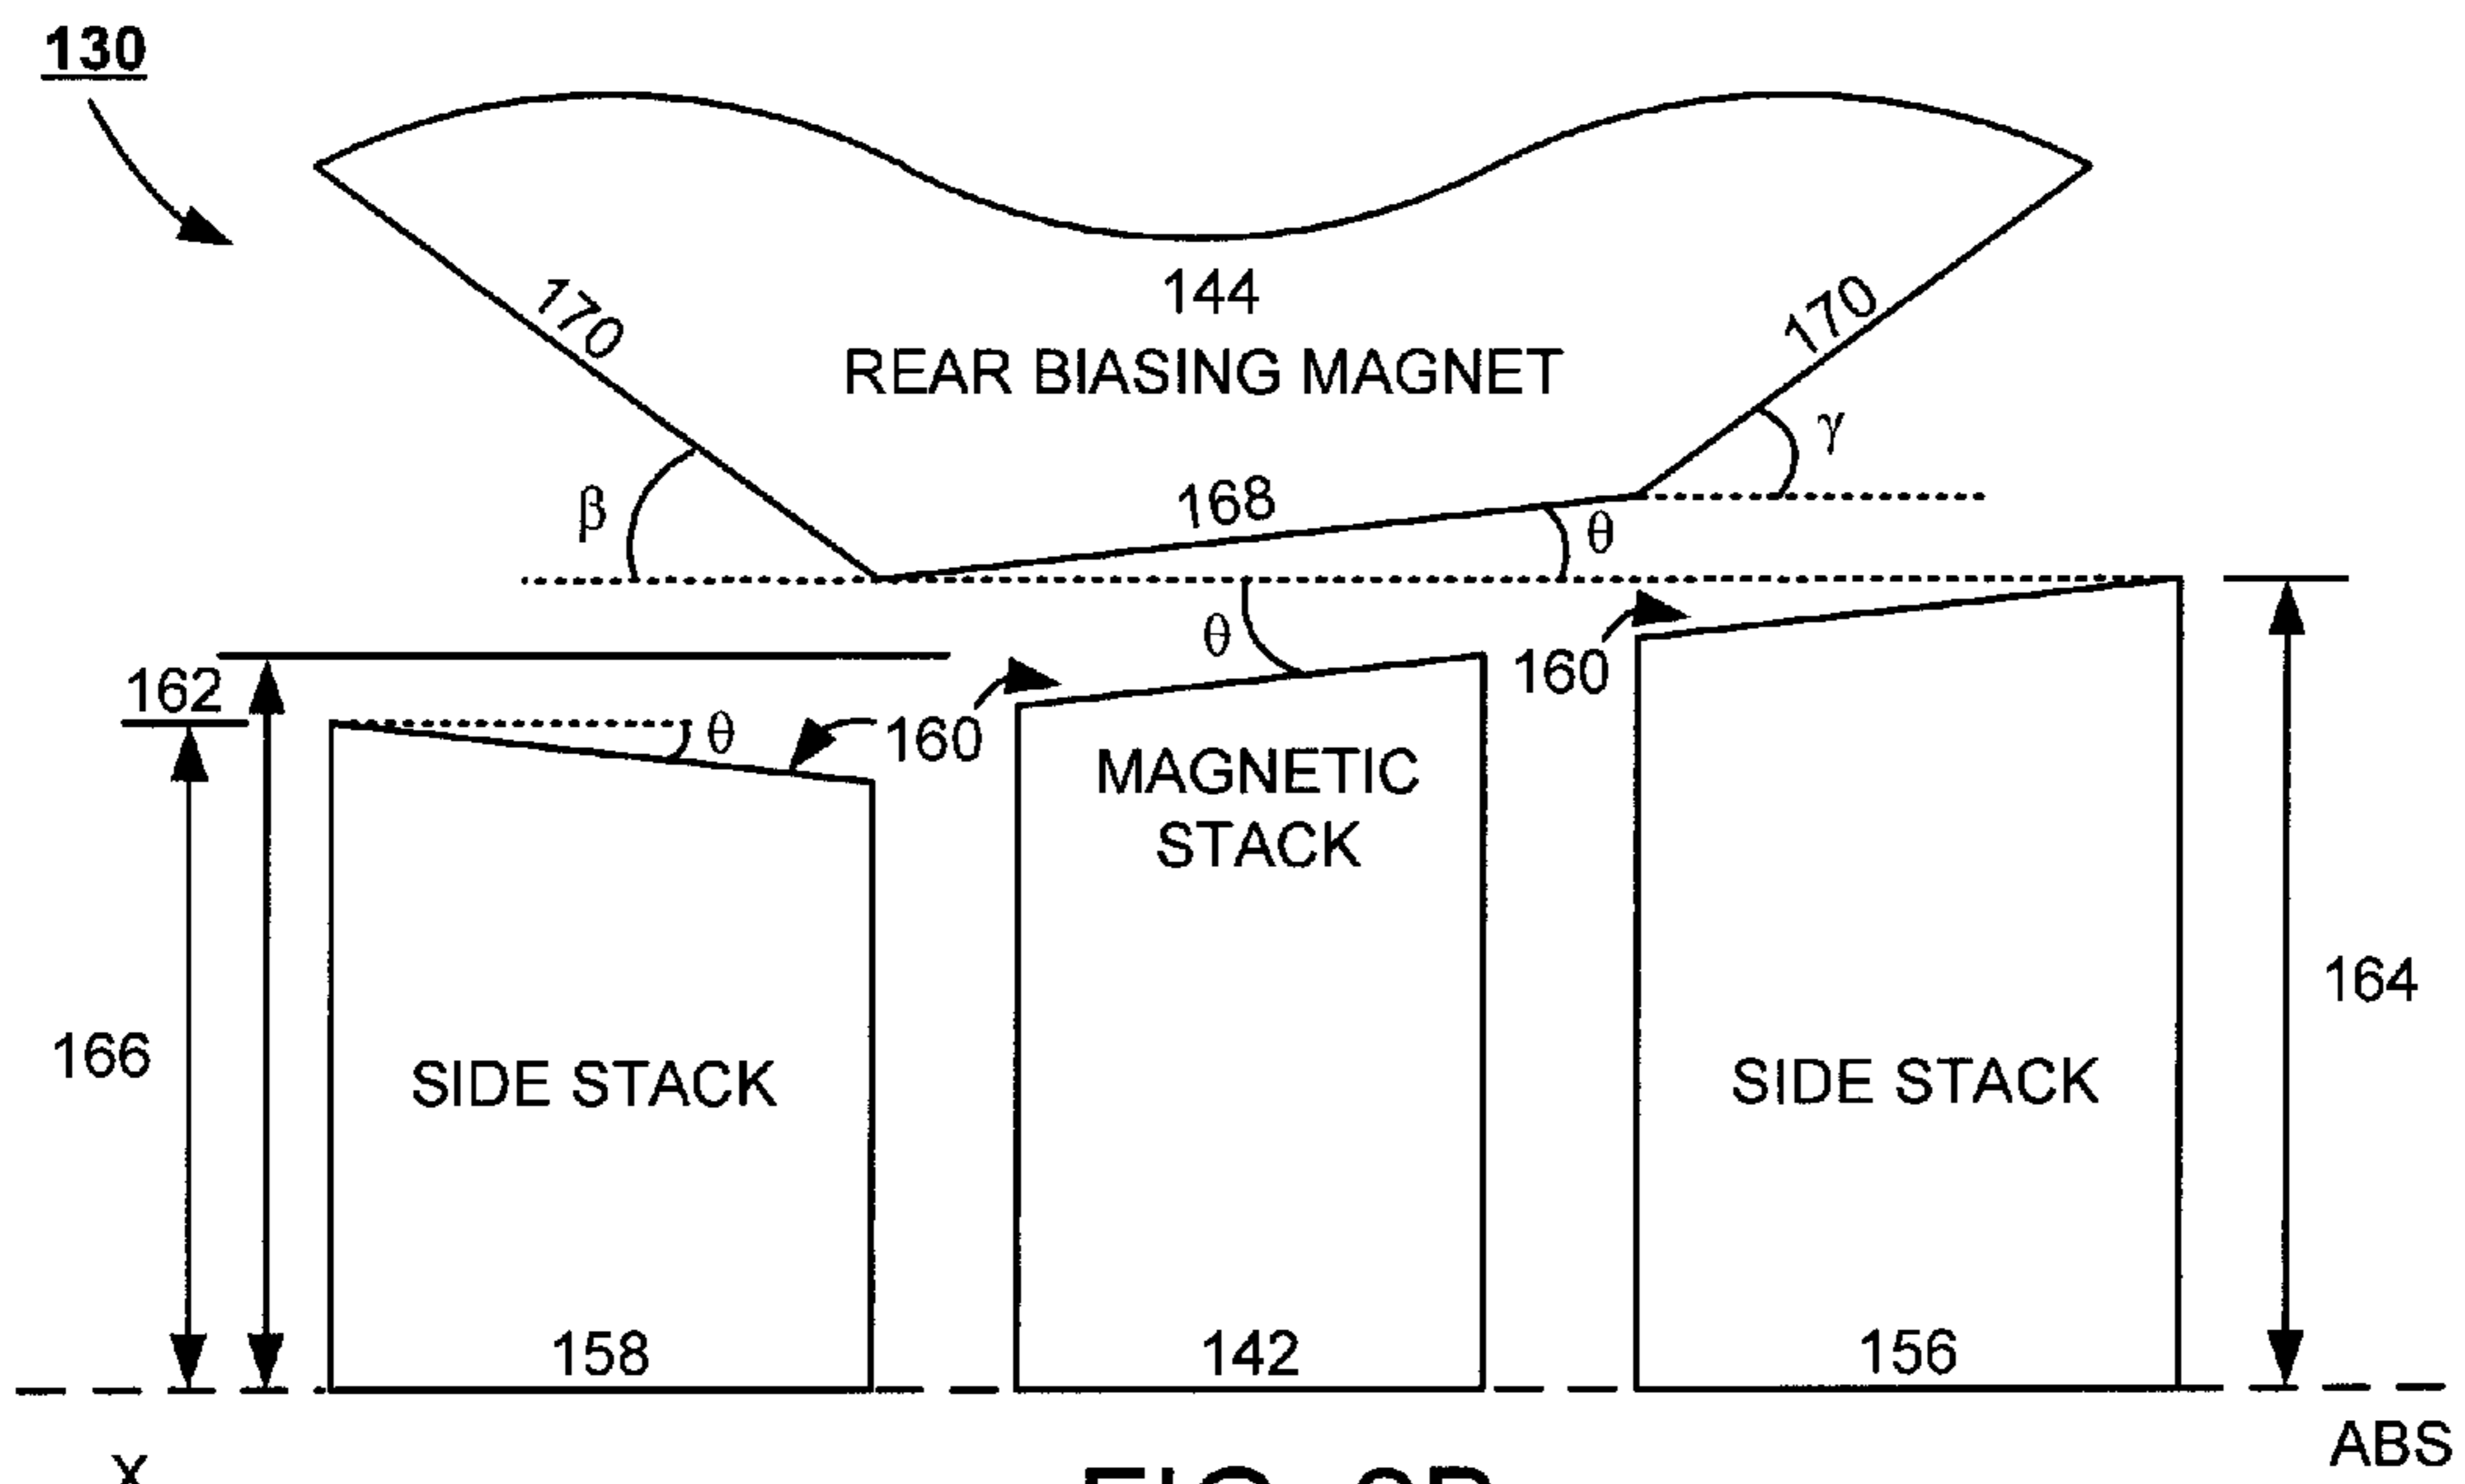 130
144
REAR BIASING MAGNET
170
170
γ
β
168
θ
θ
160
162
θ
160
MAGNETIC
STACK
164
166
SIDE STACK
SIDE STACK
158
142
156
ABS
X